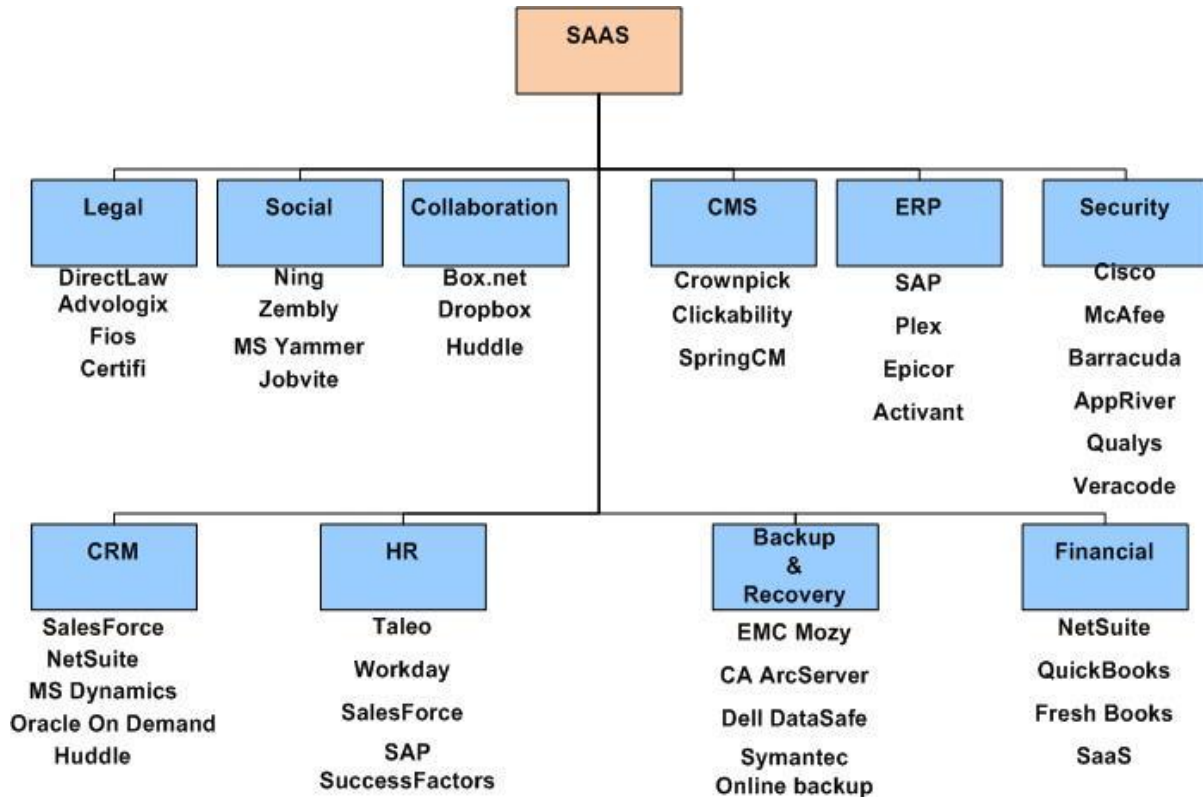 SAAS
Legal
DirectLaw
Advologix
Fios
Certifi
Social
Ning
Zembly
MS Yammer
Jobvite
Collaboration
Box.net
Dropbox
Huddle
CMS
Crownpick
Clickability
SpringCM
ERP
SAP
Plex
Epicor
Activant
Security
Cisco
McAfee
Barracuda
AppRiver
Qualys
Veracode
CRM
SalesForce
NetSuite
MS Dynamics
Oracle On Demand
Huddle
HR
Taleo
Workday
SalesForce
SAP
SuccessFactors
Backup
&
Recovery
EMC Mozy
CA ArcServer
Dell DataSafe
Symantec
Online backup
Financial
NetSuite
QuickBooks
Fresh Books
SaaS